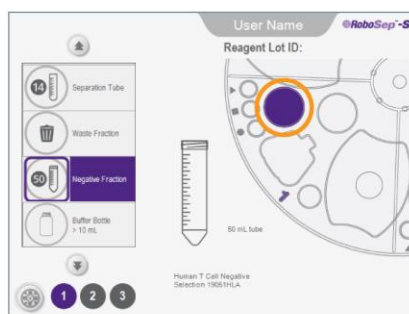 User Name
RoboSep™-S
Reagent Lot ID:
14
Separation Tube
Waste Fraction
50
Negative Fraction
Buffer Bottle
> 10 mL
50 mL tube
Human T Cell Negative
Selection 19051HLA
1 2 3